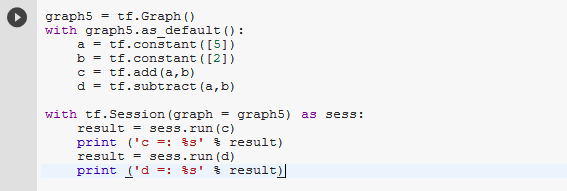 graph5 = tf.Graph()
with graph5.as_default():
    a = tf.constant([5])
    b = tf.constant([2])
    c = tf.add(a,b)
    d = tf.subtract(a,b)
with tf.Session(graph = graph5) as sess:
    result = sess.run(c)
    print ('c =: %s' % result)
    result = sess.run(d)
    print ('d =: %s' % result)